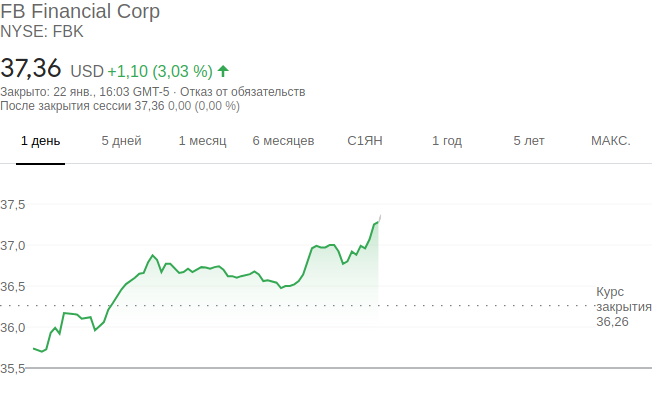 FB Financial Corp
NYSE: FBK
37,36 USD +1,10 (3,03 %)
Закрыто: 22 янв., 16:03 GMT-5 · Отказ от обязательств
После закрытия сессии 37,36 0,00 (0,00 %)
1 день 5 дней 1 месяц 6 месяцев С1ЯН 1 год 5 лет МАКС.
37,5
37,0
36,5
Курс
закрытия
36,26
36,0
35,5